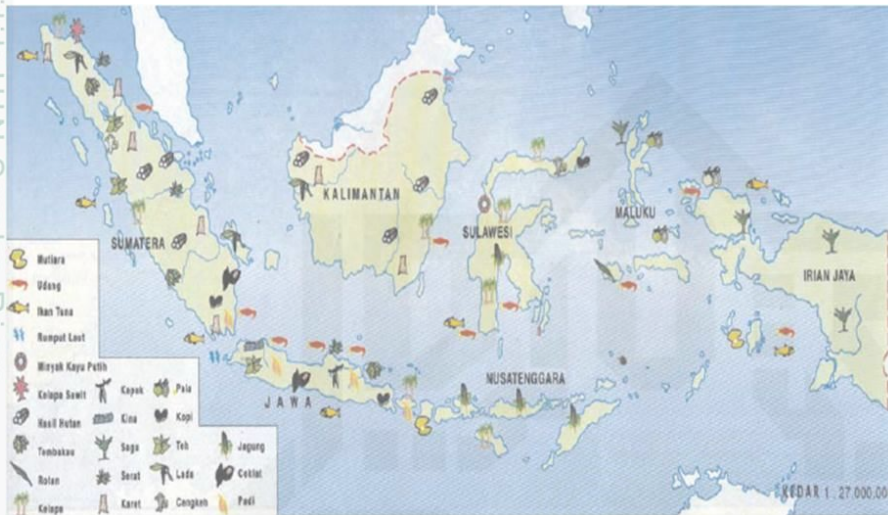 KALIMANTAN
SUMATERA
SULAWESI
MALUKU
IRIAN JAYA
NUSATENGGARA
JAWA
Mutiara
Udang
Ikan Tuna
Rumput Laut
Minyak Kayu Putih
Kelapa Sawit
Hasil Hutan
Tembakau
Rotan
Kelapa
Kapok
Kina
Sagu
Serat
Karet
Pala
Kopi
Teh
Lada
Cengkeh
Jagung
Coklat
Padi
1 : 27.000.00